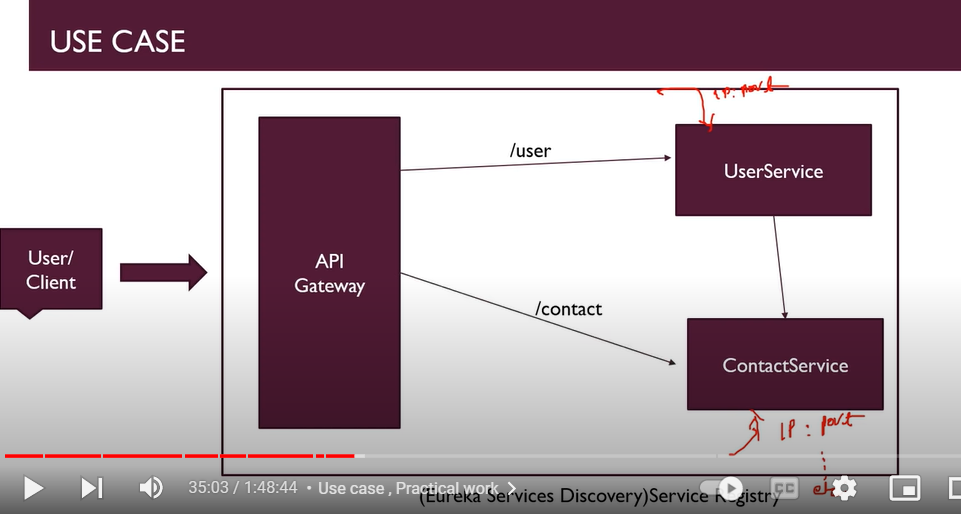 USE CASE
IP: port
/user
UserService
User/
Client
API
Gateway
/contact
ContactService
IP : port
35:03 / 1:48:44 • Use case , Practical work
(Eureka Services Discovery)Service Registry
CC